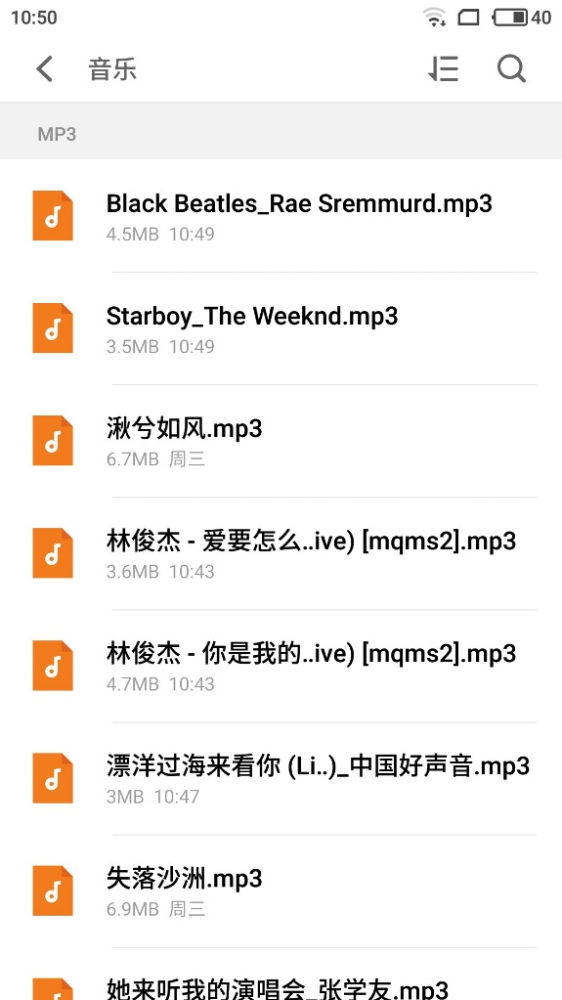 10:50
40
音乐
MP3
Black Beatles_Rae Sremmurd.mp3
4.5MB 10:49
Starboy_The Weeknd.mp3
3.5MB 10:49
湫兮如风.mp3
6.7MB 周三
林俊杰 - 爱要怎么..ive) [mqms2].mp3
3.6MB 10:43
林俊杰 - 你是我的..ive) [mqms2].mp3
4.7MB 10:43
漂洋过海来看你 (Li..)_中国好声音.mp3
3MB 10:47
失落沙洲.mp3
6.9MB 周三
她来听我的演唱会_张学友.mp3